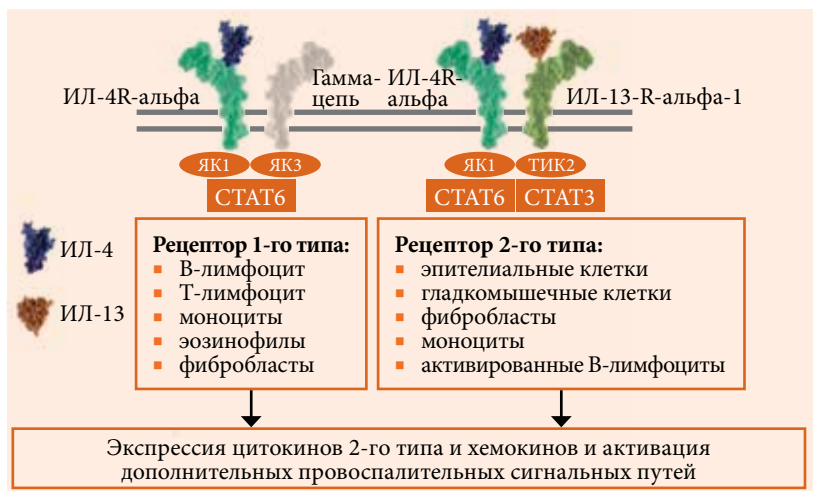 ИЛ-4R-альфа
Гамма-
цепь
ИЛ-4R-
альфа
ИЛ-13-R-альфа-1
ЯК1
ЯК3
СТАТ6
ЯК1
ТИК2
СТАТ6
СТАТ3
ИЛ-4
ИЛ-13
Рецептор 1-го типа:
▪ В-лимфоцит
▪ Т-лимфоцит
▪ моноциты
▪ эозинофилы
▪ фибробласты
Рецептор 2-го типа:
▪ эпителиальные клетки
▪ гладкомышечные клетки
▪ фибробласты
▪ моноциты
▪ активированные В-лимфоциты
Экспрессия цитокинов 2-го типа и хемокинов и активация
дополнительных провоспалительных сигнальных путей